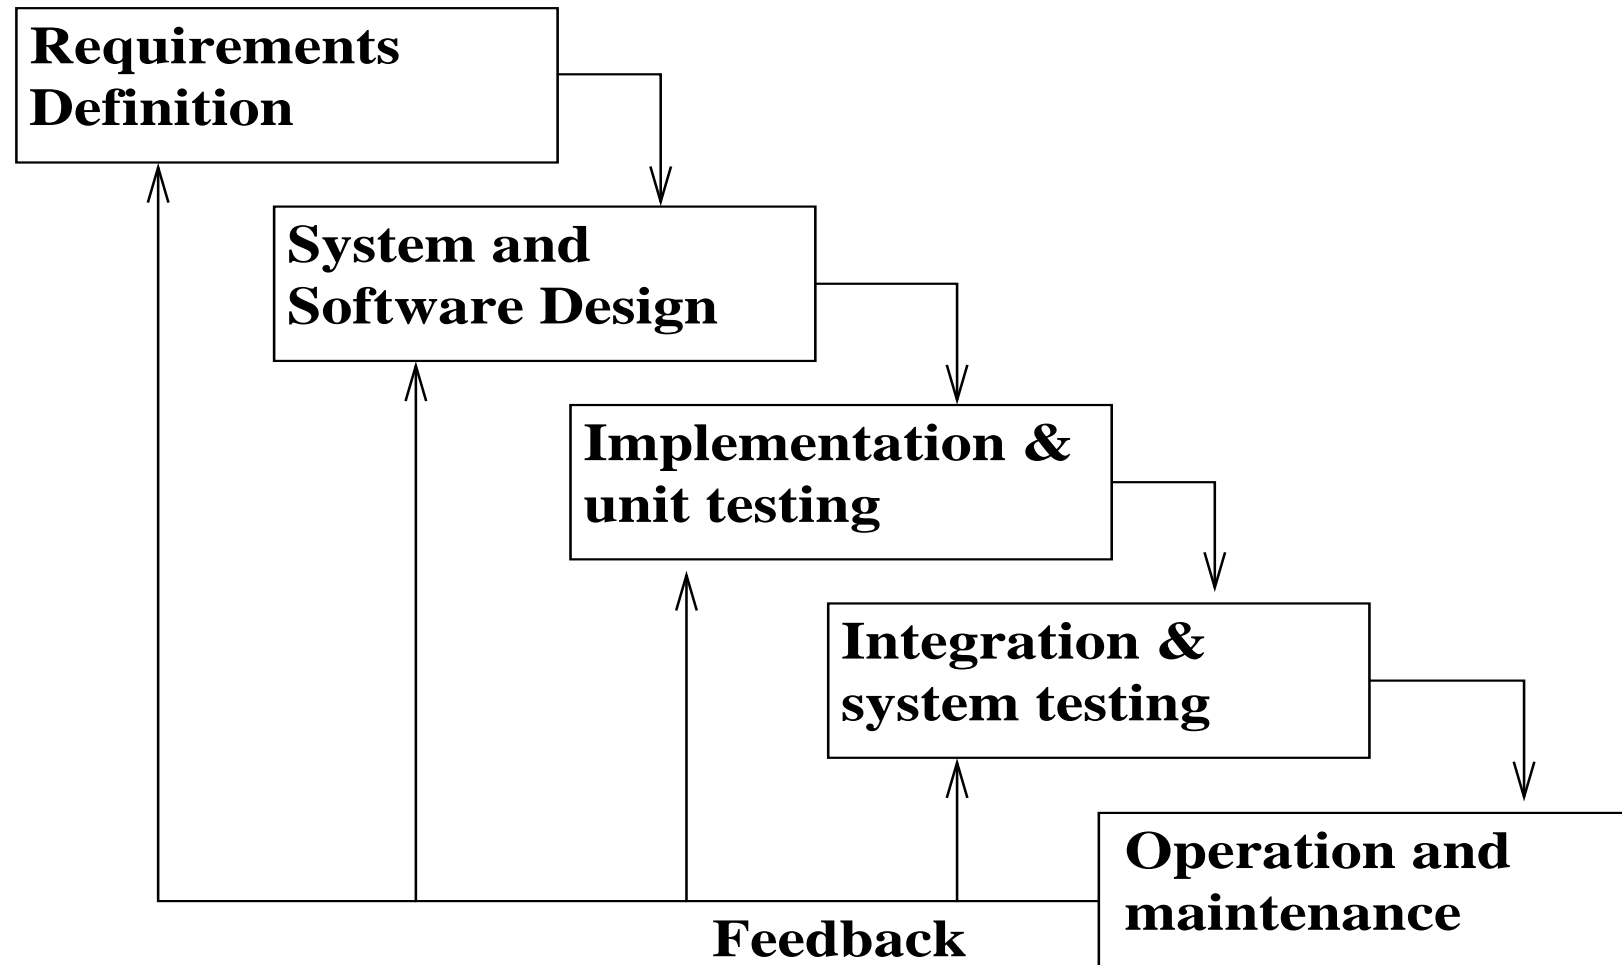 Requirements
Definition
System and
Software Design
Implementation &
unit testing
Integration &
system testing
Operation and
maintenance
Feedback